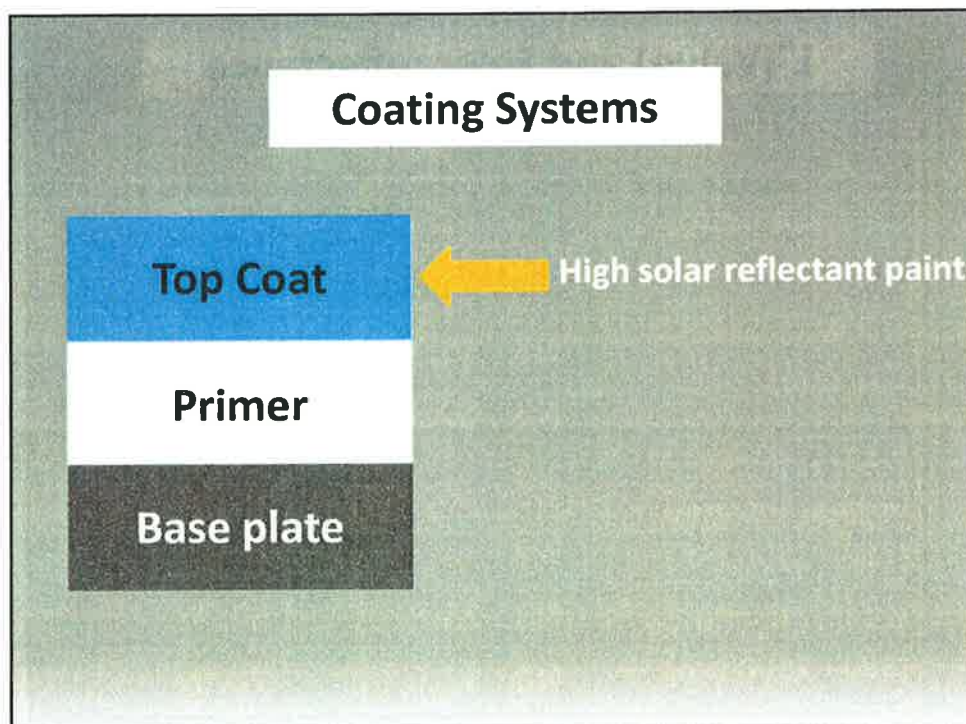 Coating Systems
Top Coat
High solar reflectant paint
Primer
Base plate